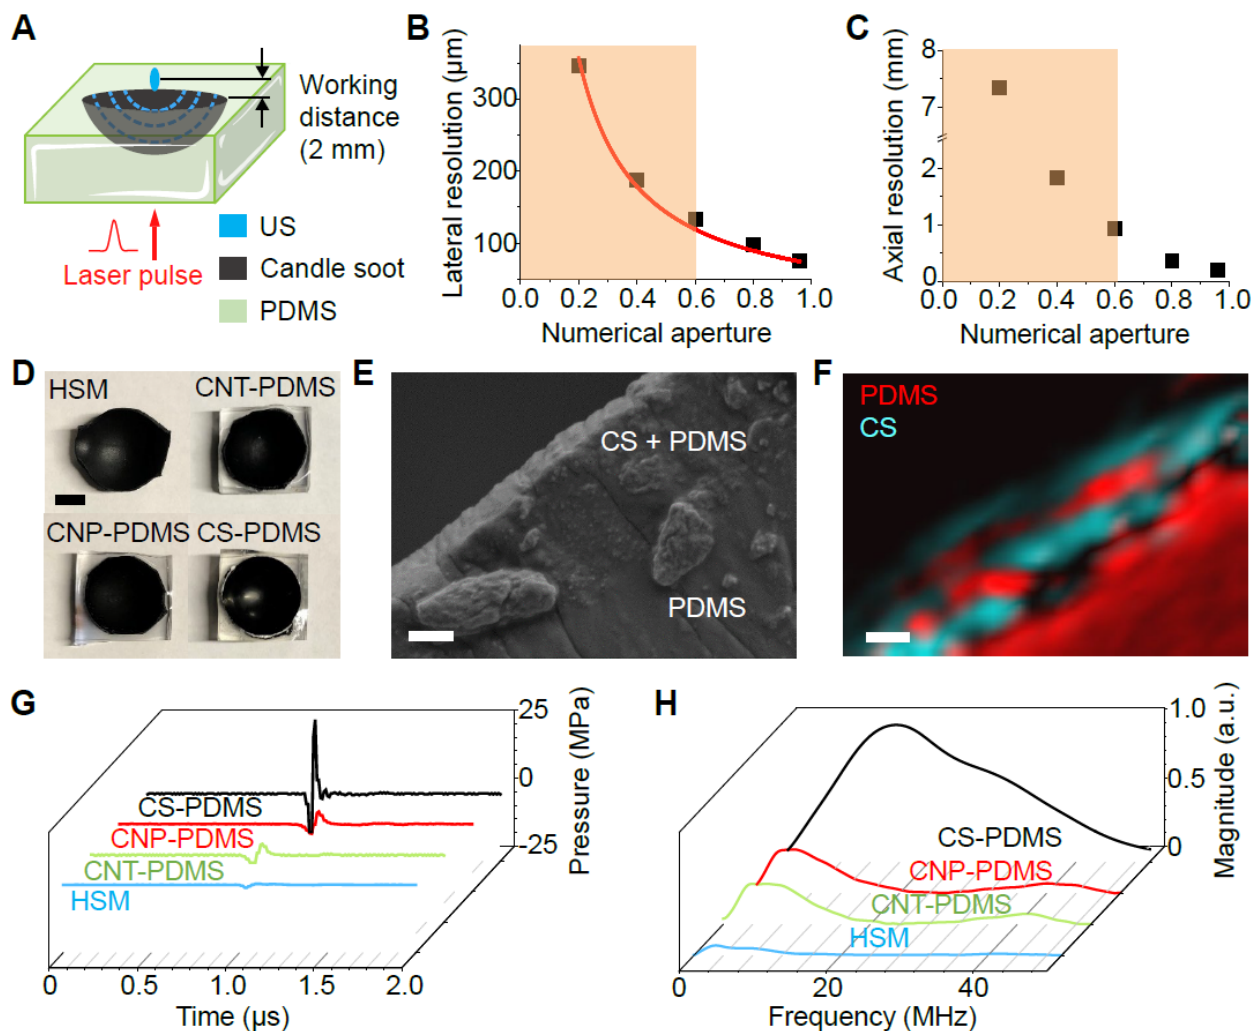 A
Working
distance
(2 mm)
US
Candle soot
PDMS
Laser pulse
B
Lateral resolution (µm)
300
200
100
0.0 0.2 0.4 0.6 0.8 1.0
Numerical aperture
C
Axial resolution (mm)
8
7
2
1
0
0.0 0.2 0.4 0.6 0.8 1.0
Numerical aperture
D
HSM
CNT-PDMS
CNP-PDMS
CS-PDMS
E
CS + PDMS
PDMS
F
PDMS
CS
G
25
0
-25
Pressure (MPa)
CS-PDMS
CNP-PDMS
CNT-PDMS
HSM
0 0.5 1.0 1.5 2.0
Time (µs)
H
1.0
0.5
0
Magnitude (a.u.)
CS-PDMS
CNP-PDMS
CNT-PDMS
HSM
0 20 40
Frequency (MHz)